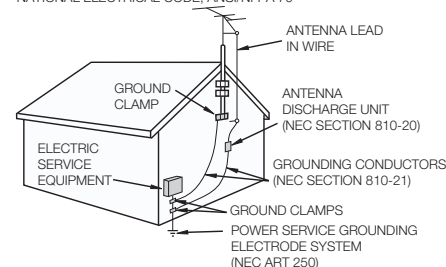 ANTENNA LEAD
IN WIRE
GROUND
CLAMP
ANTENNA
DISCHARGE UNIT
(NEC SECTION 810-20)
ELECTRIC
SERVICE
EQUIPMENT
GROUNDING CONDUCTORS
(NEC SECTION 810-21)
GROUND CLAMPS
POWER SERVICE GROUNDING
ELECTRODE SYSTEM
(NEC ART 250)